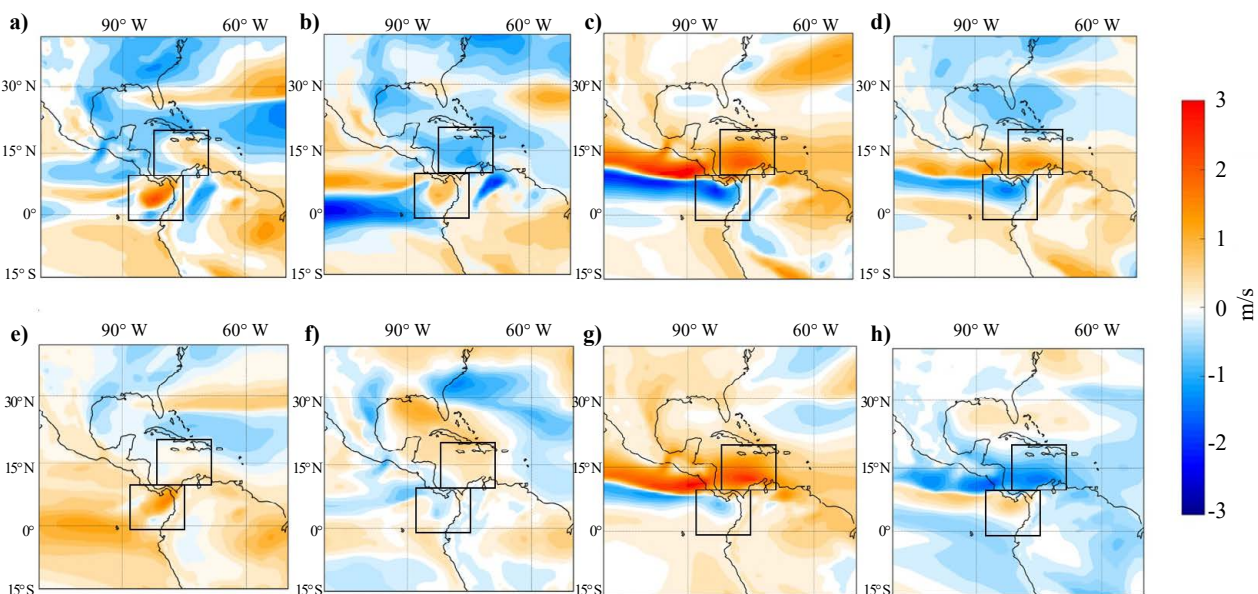 a) 90° W 60° W b) 90° W 60° W c) 90° W 60° W d) 90° W 60° W
30° N 30° N 30° N 30° N
15° N 15° N 15° N 15° N
0° 0° 0° 0°
15° S 15° S 15° S 15° S
e) 90° W 60° W f) 90° W 60° W g) 90° W 60° W h) 90° W 60° W
30° N 30° N 30° N 30° N
15° N 15°N 15°N 15°N
0° 0° 0° 0°
15°S 15°S 15°S 15°S
3
2
1
0
-1
-2
-3
m/s